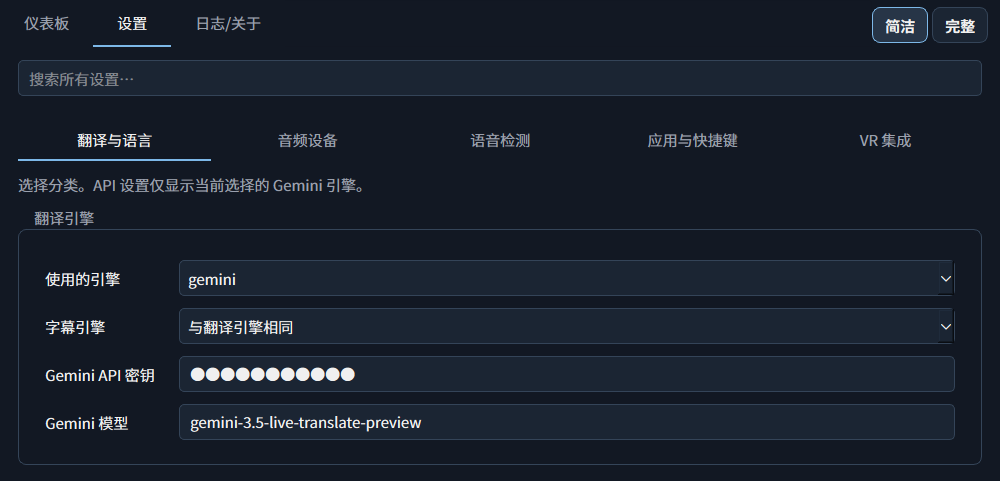 仪表板 设置 日志/关于 简洁 完整
搜索所有设置…
翻译与语言 音频设备 语音检测 应用与快捷键 VR 集成
选择分类。API 设置仅显示当前选择的 Gemini 引擎。
翻译引擎
使用的引擎 gemini
字幕引擎 与翻译引擎相同
Gemini API 密钥 ●●●●●●●●●●●
Gemini 模型 gemini-3.5-live-translate-preview